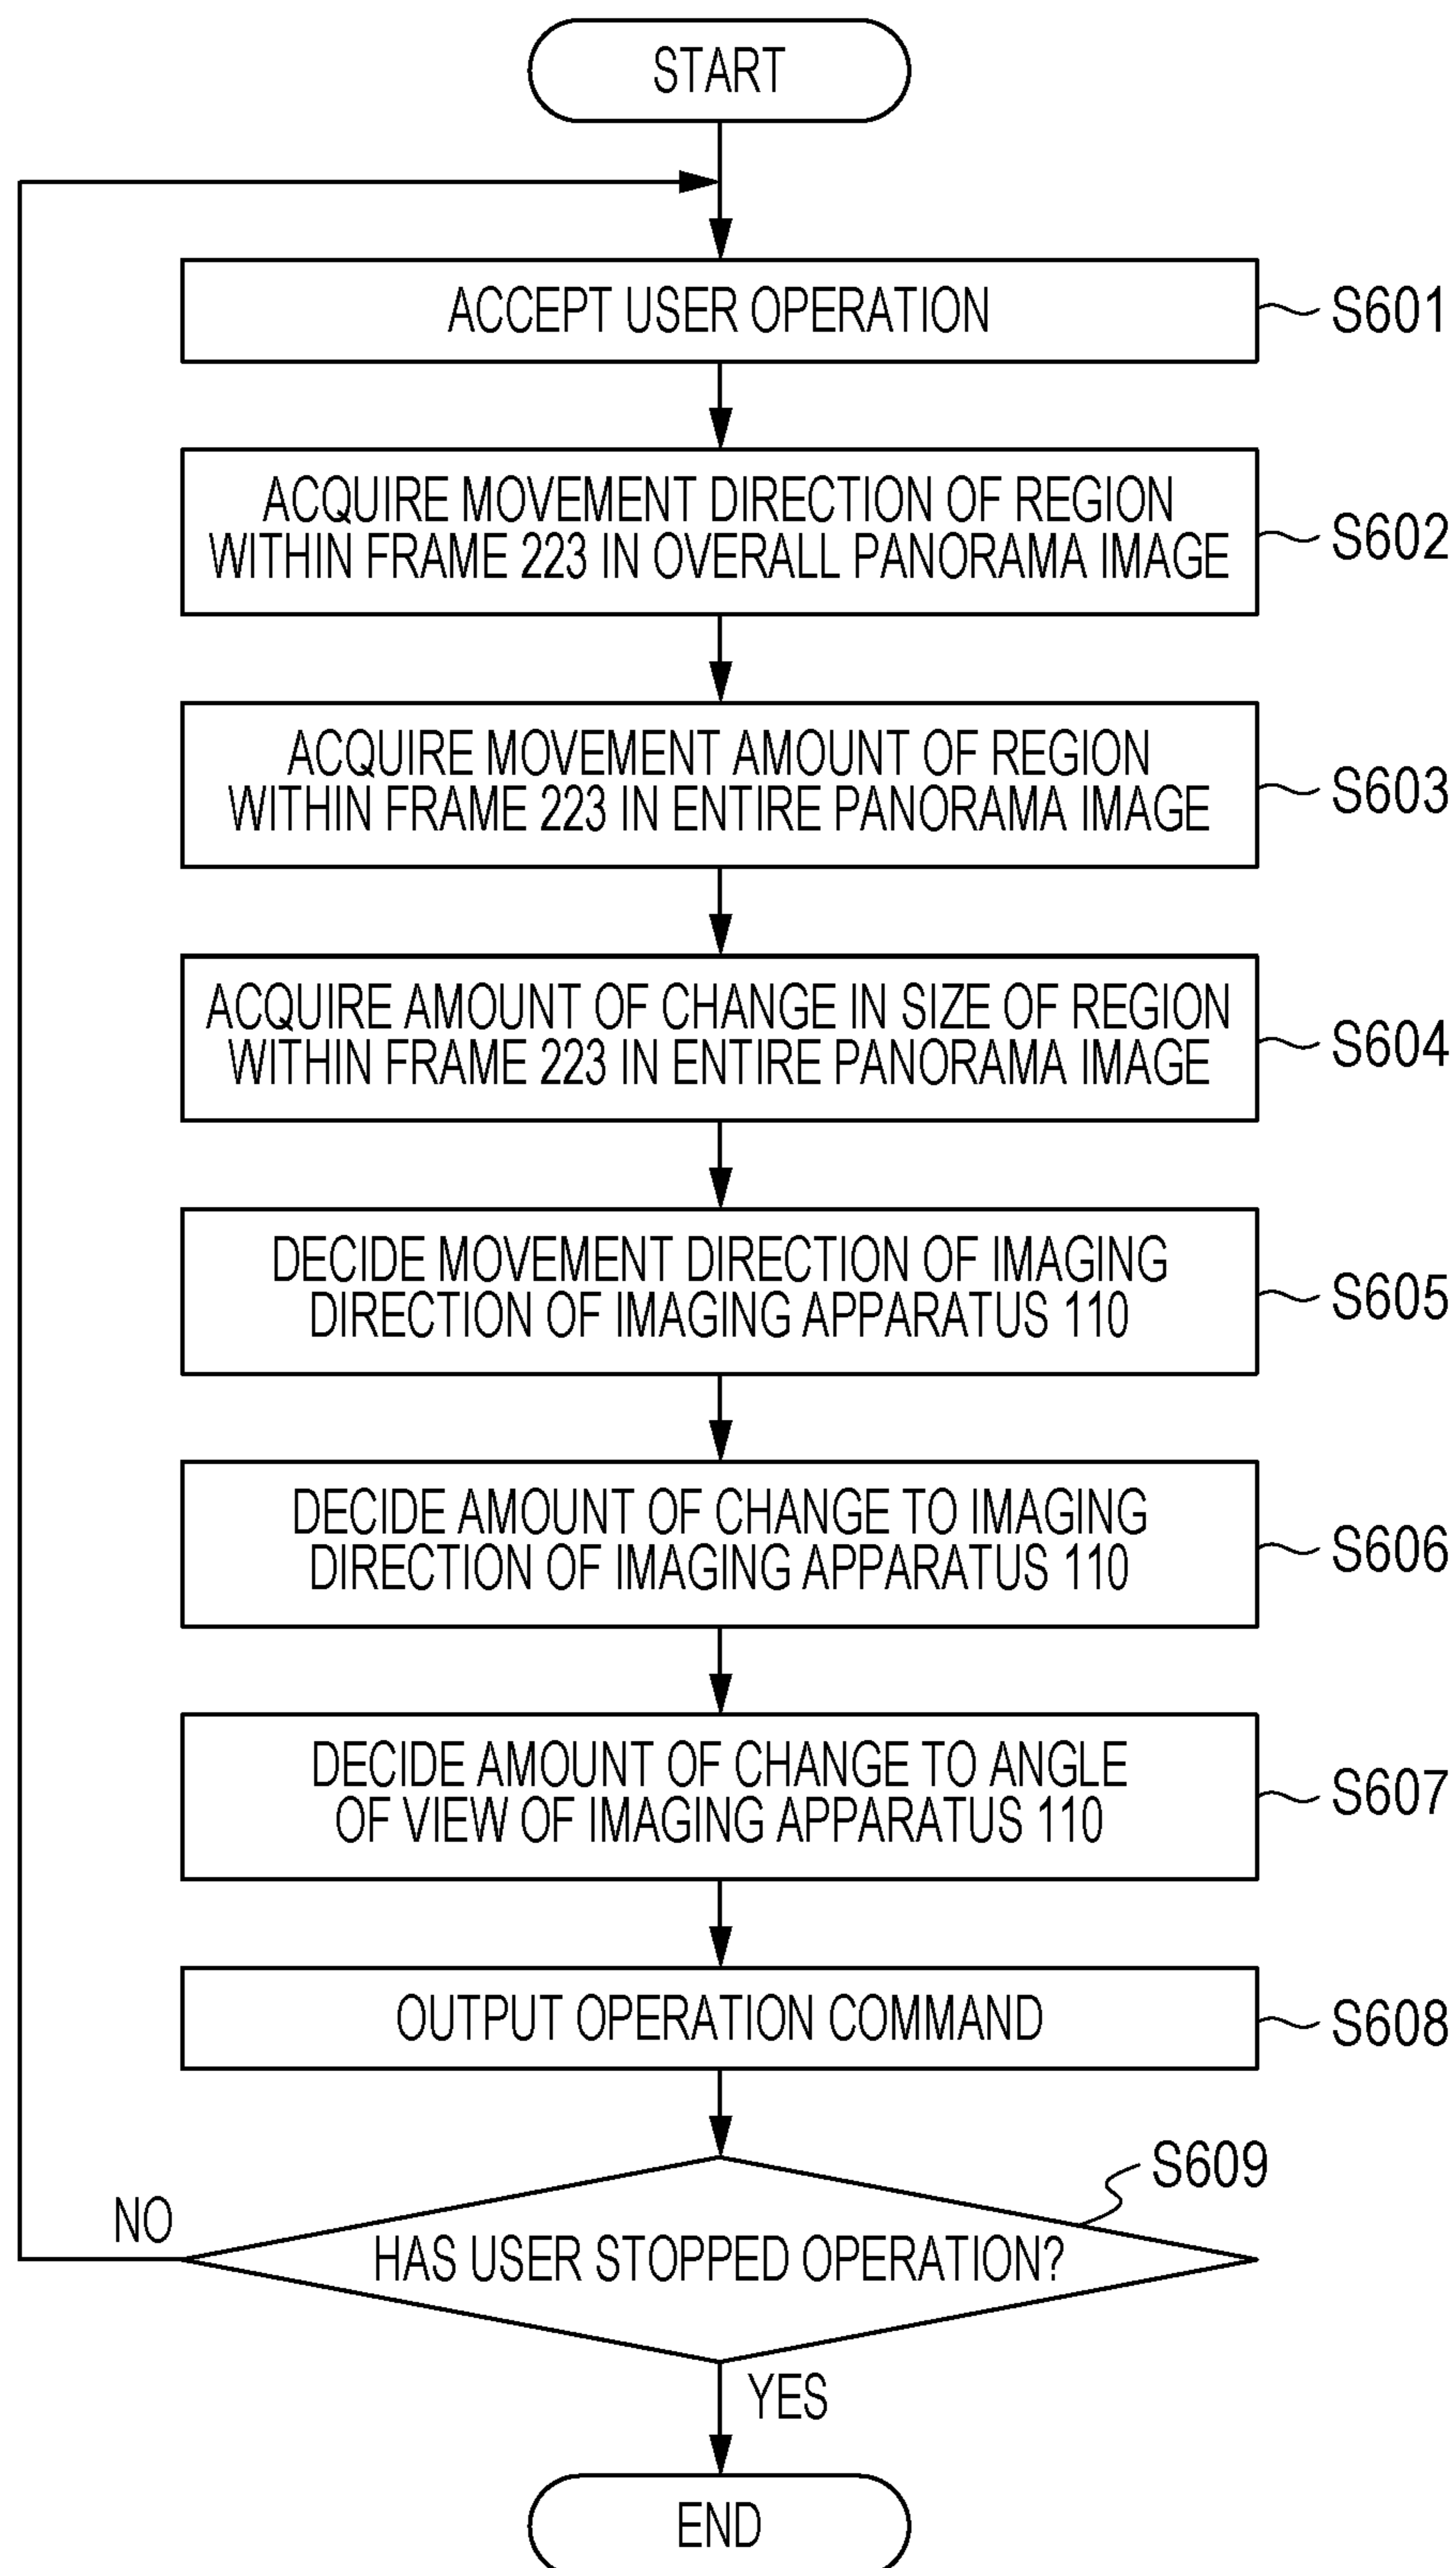 START
ACCEPT USER OPERATION
S601
ACQUIRE MOVEMENT DIRECTION OF REGION
WITHIN FRAME 223 IN OVERALL PANORAMA IMAGE
S602
ACQUIRE MOVEMENT AMOUNT OF REGION
WITHIN FRAME 223 IN ENTIRE PANORAMA IMAGE
S603
ACQUIRE AMOUNT OF CHANGE IN SIZE OF REGION
WITHIN FRAME 223 IN ENTIRE PANORAMA IMAGE
S604
DECIDE MOVEMENT DIRECTION OF IMAGING
DIRECTION OF IMAGING APPARATUS 110
S605
DECIDE AMOUNT OF CHANGE TO IMAGING
DIRECTION OF IMAGING APPARATUS 110
S606
DECIDE AMOUNT OF CHANGE TO ANGLE
OF VIEW OF IMAGING APPARATUS 110
S607
OUTPUT OPERATION COMMAND
S608
S609
NO
HAS USER STOPPED OPERATION?
YES
END